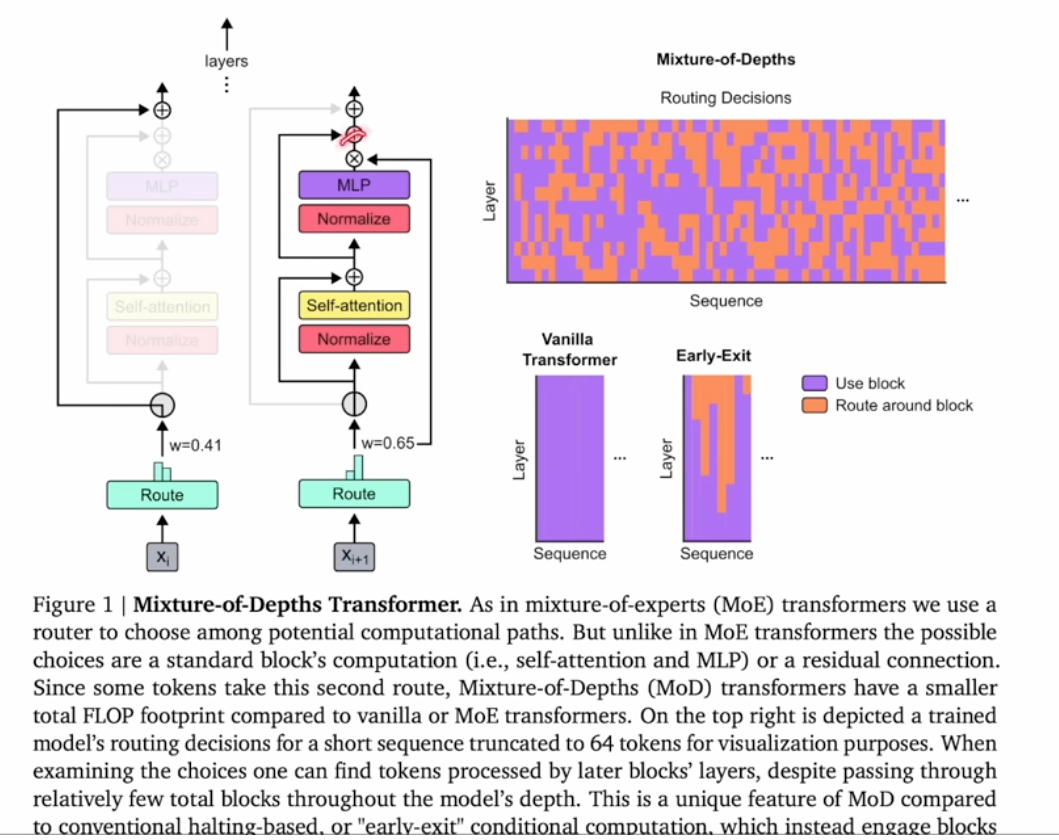 layers
Mixture-of-Depths
Routing Decisions
MLP
Normalize
Self-attention
Normalize
w=0.41
Route
Xi
MLP
Normalize
Self-attention
Normalize
w=0.65
Route
Xi+1
Layer
...
Sequence
Vanilla
Transformer
Layer
...
Sequence
Early-Exit
Layer
...
Sequence
Use block
Route around block
Figure 1 | Mixture-of-Depths Transformer. As in mixture-of-experts (MoE) transformers we use a
router to choose among potential computational paths. But unlike in MoE transformers the possible
choices are a standard block's computation (i.e., self-attention and MLP) or a residual connection.
Since some tokens take this second route, Mixture-of-Depths (MoD) transformers have a smaller
total FLOP footprint compared to vanilla or MoE transformers. On the top right is depicted a trained
model's routing decisions for a short sequence truncated to 64 tokens for visualization purposes. When
examining the choices one can find tokens processed by later blocks' layers, despite passing through
relatively few total blocks throughout the model's depth. This is a unique feature of MoD compared
to conventional halting-based, or "early-exit" conditional computation, which instead engage blocks